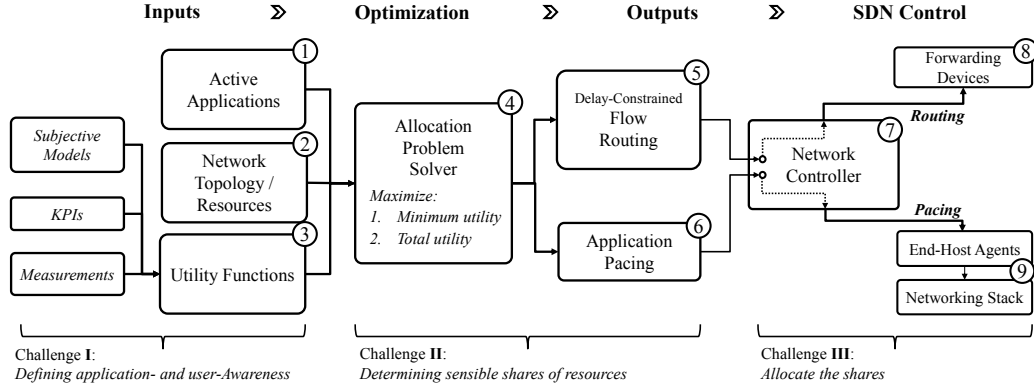 Inputs
Optimization
Outputs
SDN Control
Subjective
Models
KPIs
Measurements
1
Active
Applications
2
Network
Topology /
Resources
3
Utility Functions
4
Allocation
Problem
Solver
Maximize:
1. Minimum utility
2. Total utility
5
Delay-Constrained
Flow
Routing
6
Application
Pacing
7
Network
Controller
Routing
Pacing
8
Forwarding
Devices
End-Host Agents
9
Networking Stack
Challenge I:
Defining application- and user-Awareness
Challenge II:
Determining sensible shares of resources
Challenge III:
Allocate the shares